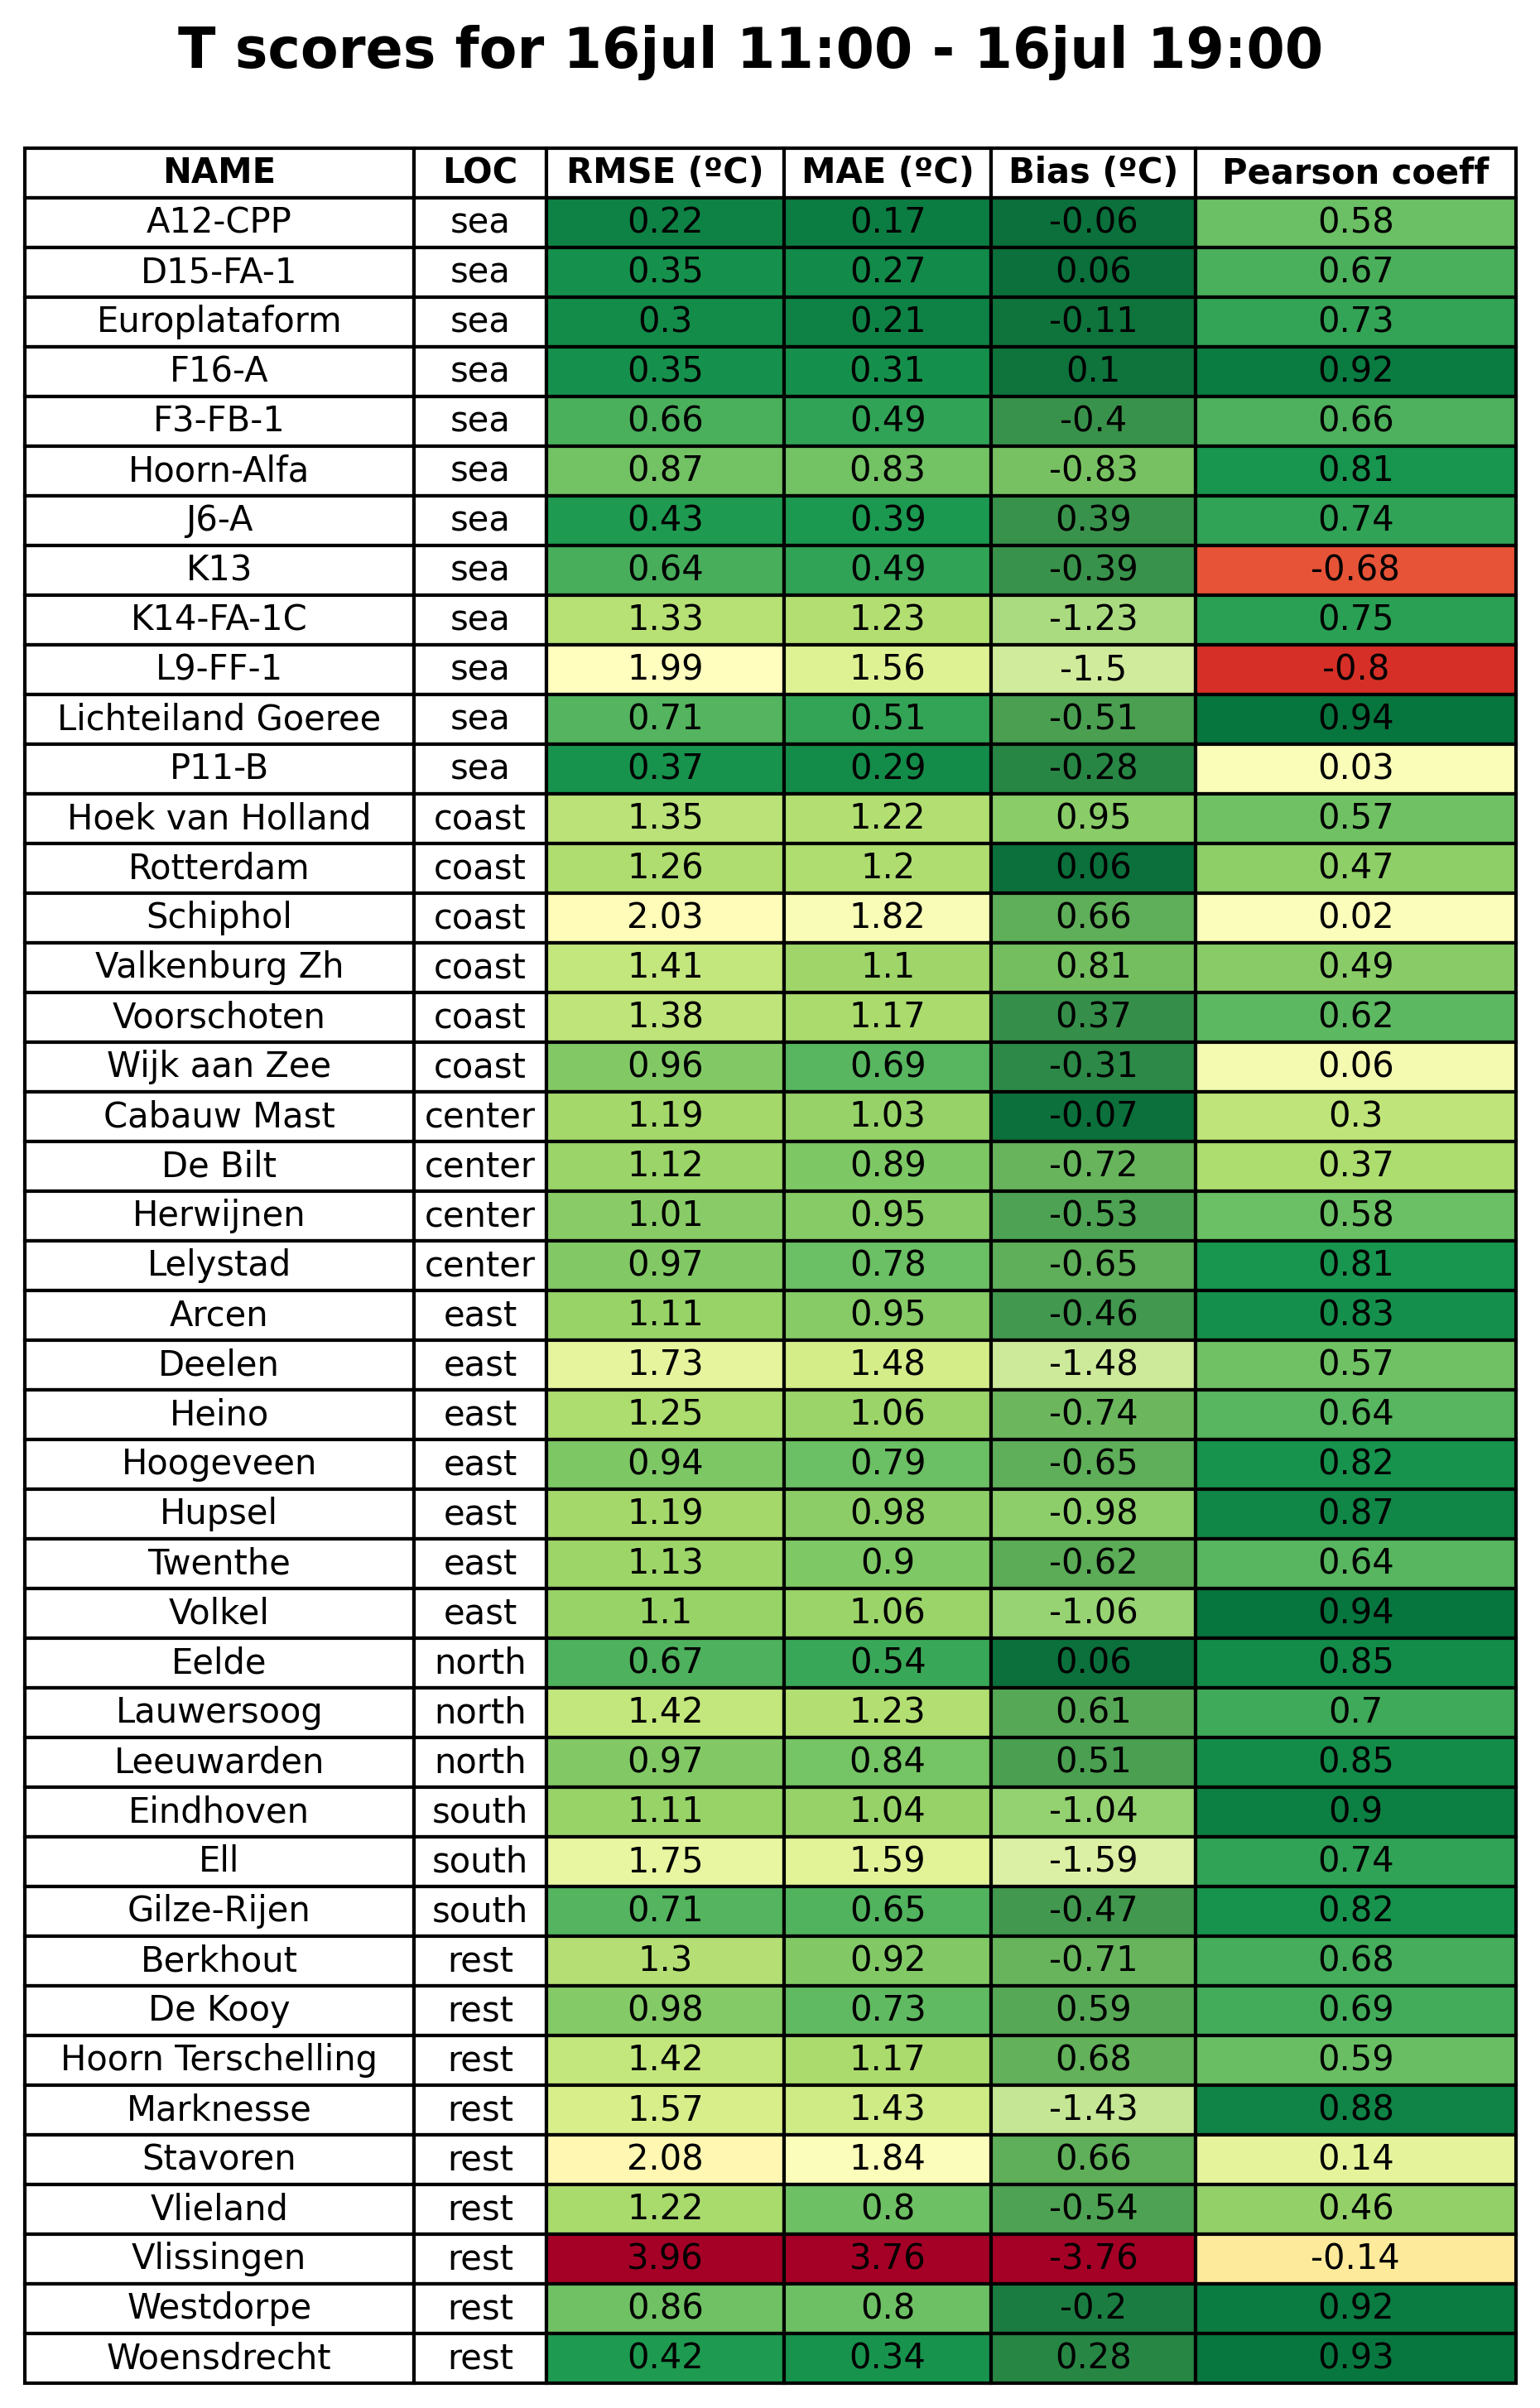 T scores for 16jul 11:00 - 16jul 19:00
NAME LOC RMSE (ºC) MAE (ºC) Bias (ºC) Pearson coeff
A12-CPP sea 0.22 0.17 -0.06 0.58
D15-FA-1 sea 0.35 0.27 0.06 0.67
Europlataform sea 0.3 0.21 -0.11 0.73
F16-A sea 0.35 0.31 0.1 0.92
F3-FB-1 sea 0.66 0.49 -0.4 0.66
Hoorn-Alfa sea 0.87 0.83 -0.83 0.81
J6-A sea 0.43 0.39 0.39 0.74
K13 sea 0.64 0.49 -0.39 -0.68
K14-FA-1C sea 1.33 1.23 -1.23 0.75
L9-FF-1 sea 1.99 1.56 -1.5 -0.8
Lichteiland Goeree sea 0.71 0.51 -0.51 0.94
P11-B sea 0.37 0.29 -0.28 0.03
Hoek van Holland coast 1.35 1.22 0.95 0.57
Rotterdam coast 1.26 1.2 0.06 0.47
Schiphol coast 2.03 1.82 0.66 0.02
Valkenburg Zh coast 1.41 1.1 0.81 0.49
Voorschoten coast 1.38 1.17 0.37 0.62
Wijk aan Zee coast 0.96 0.69 -0.31 0.06
Cabauw Mast center 1.19 1.03 -0.07 0.3
De Bilt center 1.12 0.89 -0.72 0.37
Herwijnen center 1.01 0.95 -0.53 0.58
Lelystad center 0.97 0.78 -0.65 0.81
Arcen east 1.11 0.95 -0.46 0.83
Deelen east 1.73 1.48 -1.48 0.57
Heino east 1.25 1.06 -0.74 0.64
Hoogeveen east 0.94 0.79 -0.65 0.82
Hupsel east 1.19 0.98 -0.98 0.87
Twenthe east 1.13 0.9 -0.62 0.64
Volkel east 1.1 1.06 -1.06 0.94
Eelde north 0.67 0.54 0.06 0.85
Lauwersoog north 1.42 1.23 0.61 0.7
Leeuwarden north 0.97 0.84 0.51 0.85
Eindhoven south 1.11 1.04 -1.04 0.9
Ell south 1.75 1.59 -1.59 0.74
Gilze-Rijen south 0.71 0.65 -0.47 0.82
Berkhout rest 1.3 0.92 -0.71 0.68
De Kooy rest 0.98 0.73 0.59 0.69
Hoorn Terschelling rest 1.42 1.17 0.68 0.59
Marknesse rest 1.57 1.43 -1.43 0.88
Stavoren rest 2.08 1.84 0.66 0.14
Vlieland rest 1.22 0.8 -0.54 0.46
Vlissingen rest 3.96 3.76 -3.76 -0.14
Westdorpe rest 0.86 0.8 -0.2 0.92
Woensdrecht rest 0.42 0.34 0.28 0.93